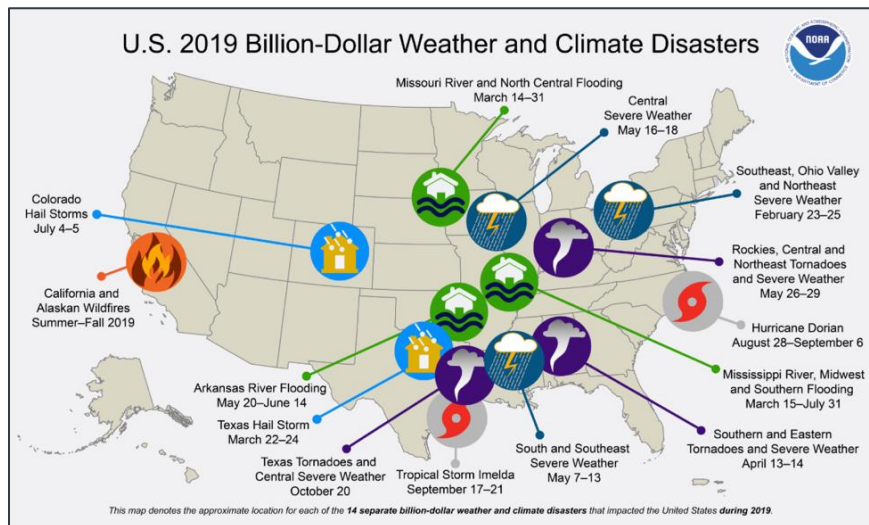 U.S. 2019 Billion-Dollar Weather and Climate Disasters
NOAA
Missouri River and North Central Flooding
March 14–31
Central
Severe Weather
May 16–18
Southeast, Ohio Valley
and Northeast
Severe Weather
February 23–25
Colorado
Hail Storms
July 4–5
Rockies, Central and
Northeast Tornadoes
and Severe Weather
May 26–29
California and
Alaskan Wildfires
Summer–Fall 2019
Hurricane Dorian
August 28–September 6
Arkansas River Flooding
May 20–June 14
Mississippi River, Midwest
and Southern Flooding
March 15–July 31
Texas Hail Storm
March 22–24
Texas Tornadoes and
Central Severe Weather
October 20
Tropical Storm Imelda
September 17–21
South and Southeast
Severe Weather
May 7–13
Southern and Eastern
Tornadoes and Severe Weather
April 13–14
This map denotes the approximate location for each of the 14 separate billion-dollar weather and climate disasters that impacted the United States during 2019.